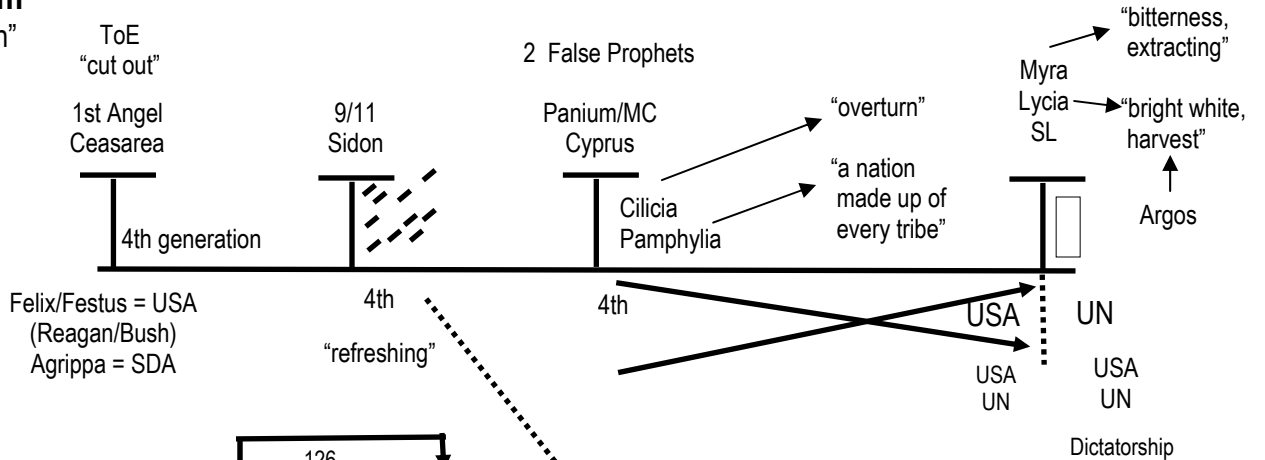 m
n”
ToE
“cut out”
1st Angel
Ceasarea
9/11
Sidon
2 False Prophets
Panium/MC
Cyprus
“overturn”
“a nation
made up of
every tribe”
Cilicia
Pamphylia
Myra
Lycia
SL
“bitterness,
extracting”
“bright white,
harvest”
Argos
4th generation
Felix/Festus = USA
(Reagan/Bush)
Agrippa = SDA
4th
“refreshing”
4th
USA
UN
USA
UN
USA
UN
Dictatorship
126